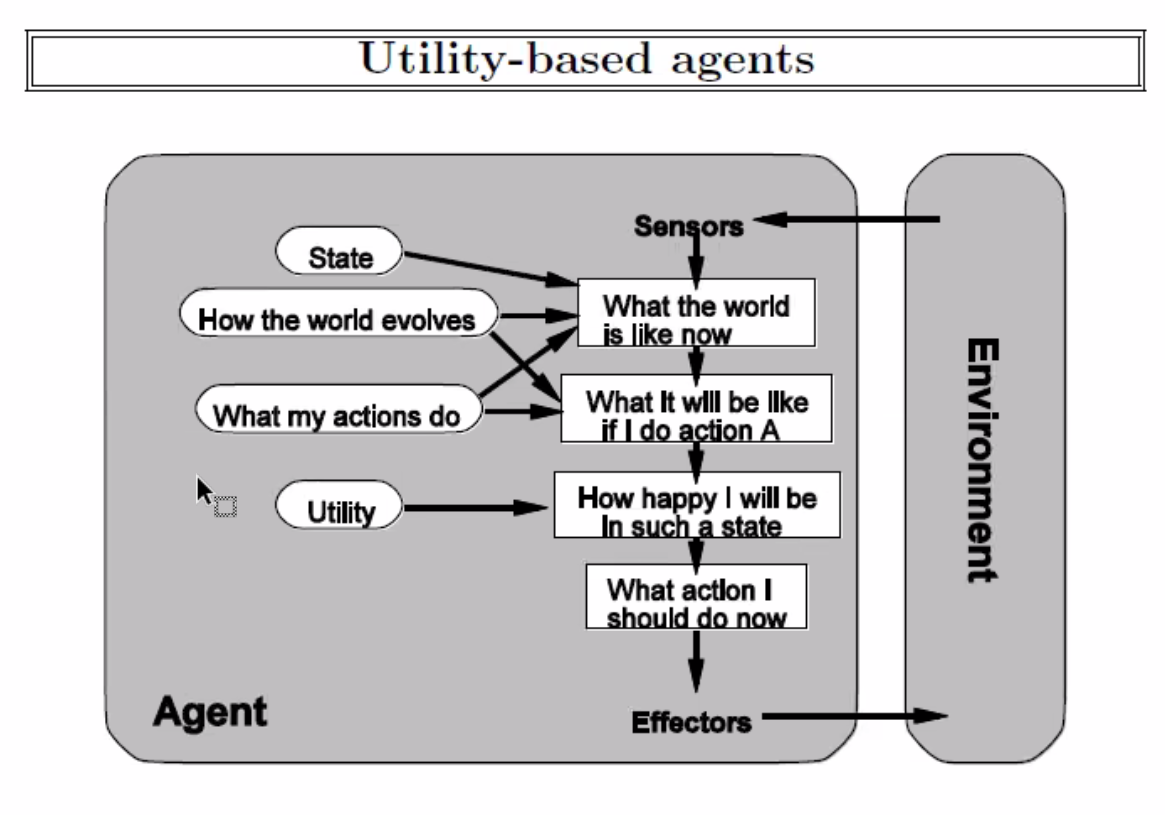 Utility-based agents
Sensors
State
What the world
is like now
How the world evolves
What it will be like
if I do action A
What my actions do
How happy I will be
in such a state
Utility
What action I
should do now
Environment
Agent
Effectors